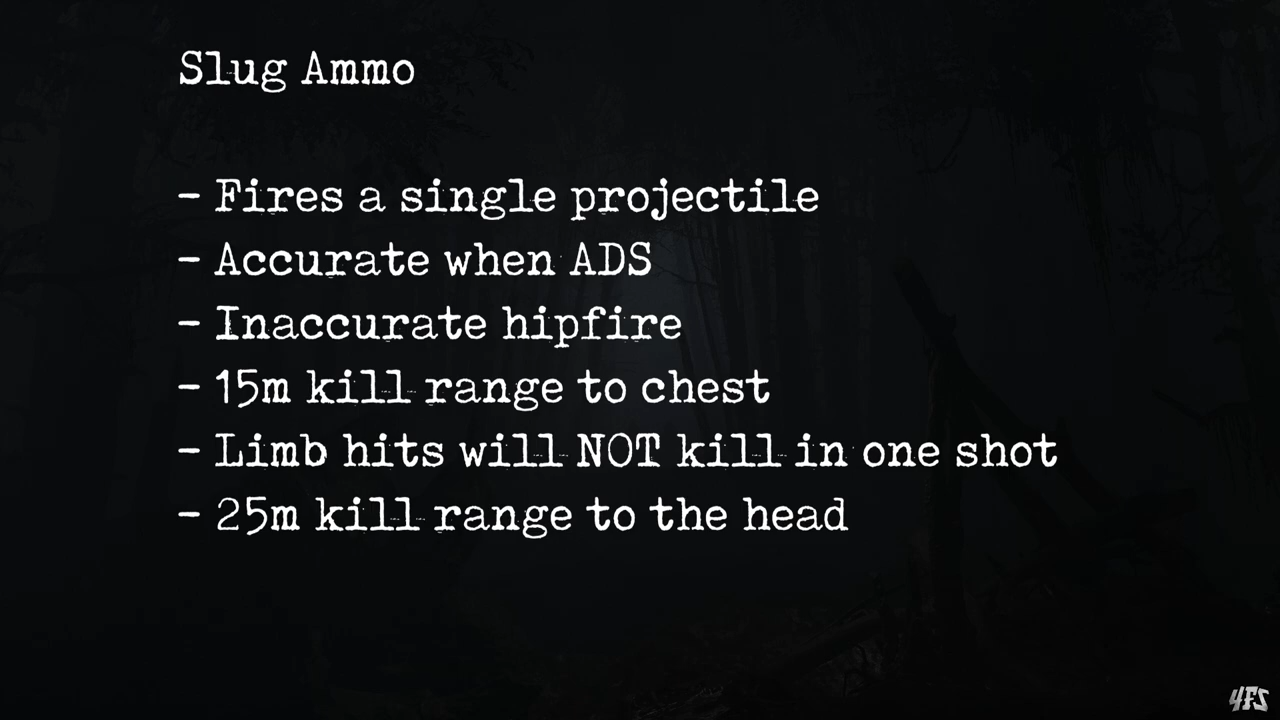 Slug Ammo
- Fires a single projectile
- Accurate when ADS
- Inaccurate hipfire
- 15m kill range to chest
- Limb hits will NOT kill in one shot
- 25m kill range to the head
4FS